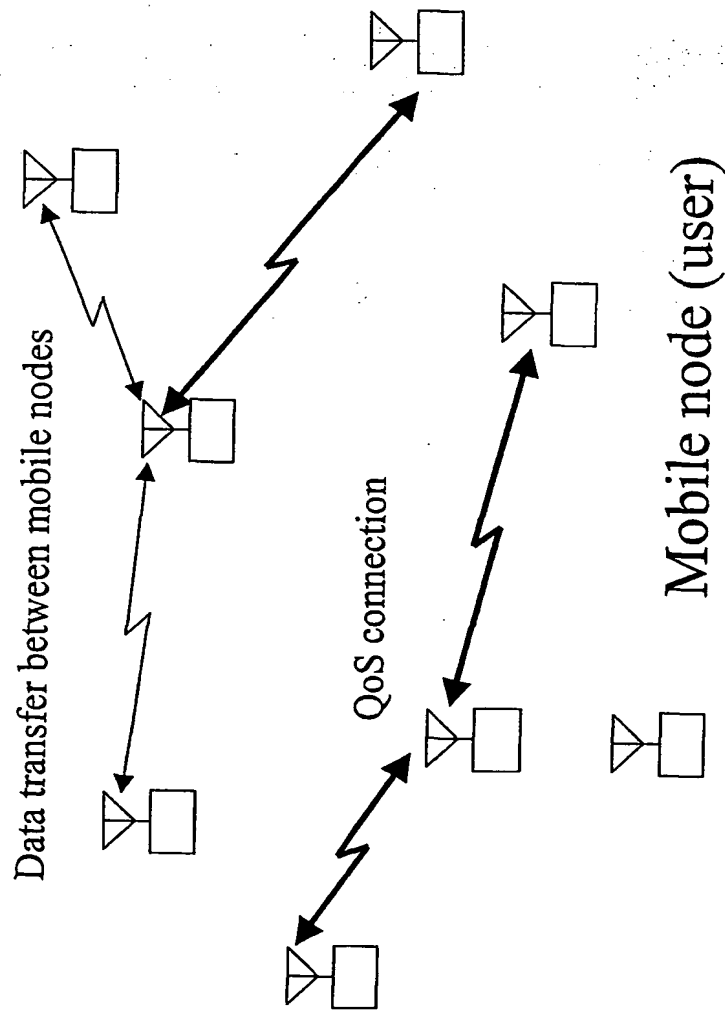 Data transfer between mobile nodes
QoS connection
Mobile node (user)